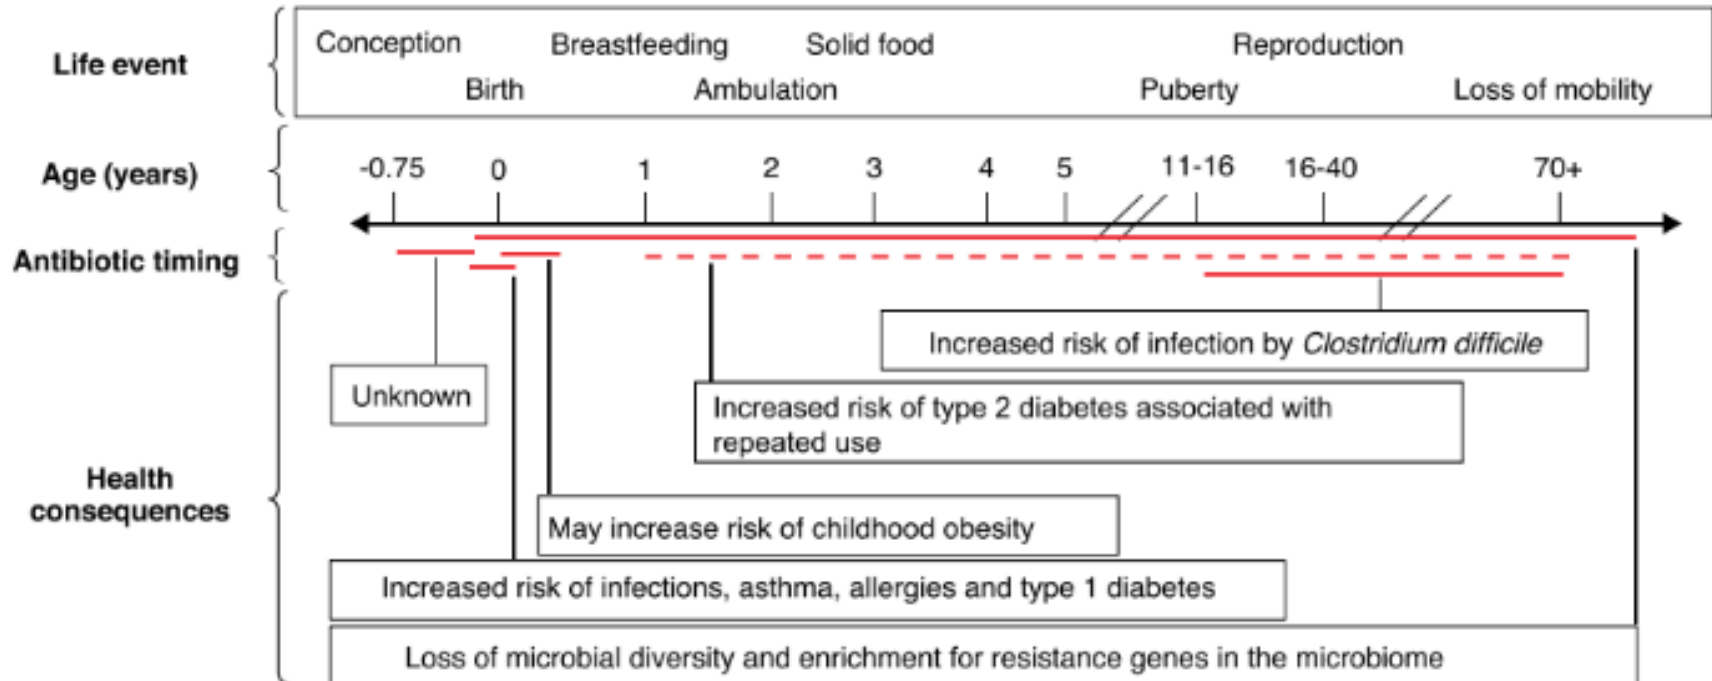 Life event
Conception
Breastfeeding
Solid food
Reproduction
Birth
Ambulation
Puberty
Loss of mobility
Age (years)
-0.75
0
1
2
3
4
5
11-16
16-40
70+
Antibiotic timing
Health
consequences
Increased risk of infection by Clostridium difficile
Unknown
Increased risk of type 2 diabetes associated with
repeated use
May increase risk of childhood obesity
Increased risk of infections, asthma, allergies and type 1 diabetes
Loss of microbial diversity and enrichment for resistance genes in the microbiome